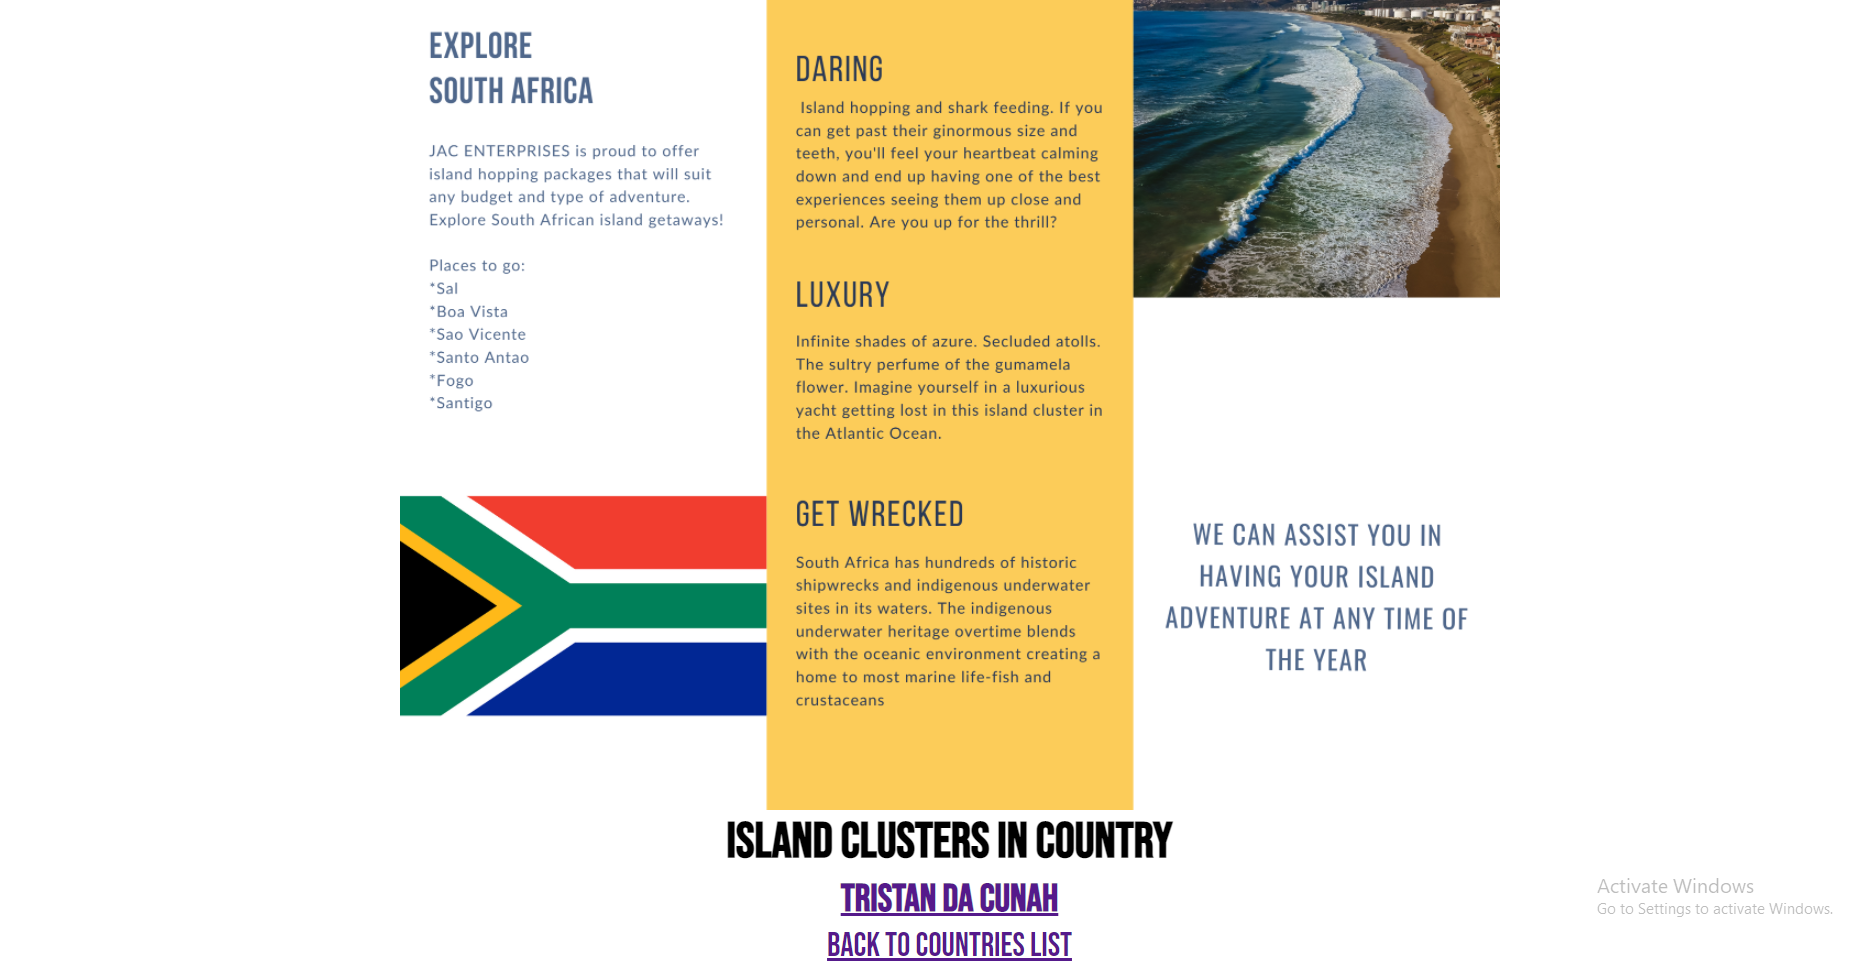 EXPLORE
SOUTH AFRICA
JAC ENTERPRISES is proud to offer
island hopping packages that will suit
any budget and type of adventure.
Explore South African island getaways!
Places to go:
*Sal
*Boa Vista
*Sao Vicente
*Santo Antao
*Fogo
*Santigo
DARING
Island hopping and shark feeding. If you
can get past their ginormous size and
teeth, you'll feel your heartbeat calming
down and end up having one of the best
experiences seeing them up close and
personal. Are you up for the thrill?
LUXURY
Infinite shades of azure. Secluded atolls.
The sultry perfume of the gumamela
flower. Imagine yourself in a luxurious
yacht getting lost in this island cluster in
the Atlantic Ocean.
GET WRECKED
South Africa has hundreds of historic
shipwrecks and indigenous underwater
sites in its waters. The indigenous
underwater heritage overtime blends
with the oceanic environment creating a
home to most marine life-fish and
crustaceans
WE CAN ASSIST YOU IN
HAVING YOUR ISLAND
ADVENTURE AT ANY TIME OF
THE YEAR
ISLAND CLUSTERS IN COUNTRY
TRISTAN DA CUNAH
BACK TO COUNTRIES LIST
Activate Windows
Go to Settings to activate Windows.